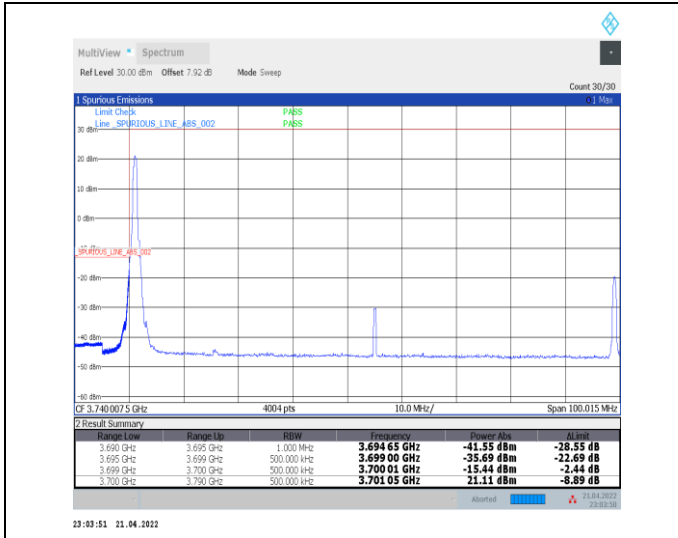 MultiView Spectrum
Ref Level 30.00 dBm Offset 7.92 dB Mode Sweep
Count 30/30
1 Spurious Emissions 1 Max
Limit Check PASS
Line _SPURIOUS_LINE_ABS_002 PASS
30 dBm
20 dBm
10 dBm
0 dBm
-10 dBm
_SPURIOUS_LINE_ABS_002
-20 dBm
-30 dBm
-40 dBm
-50 dBm
-60 dBm
CF 3.7400075 GHz 4004 pts 10.0 MHz/ Span 100.015 MHz
2 Result Summary
Range Low Range Up RBW Frequency Power Abs ΔLimit
3.690 GHz 3.695 GHz 1.000 MHz 3.694 65 GHz -41.55 dBm -28.55 dB
3.695 GHz 3.699 GHz 500.000 kHz 3.699 00 GHz -35.69 dBm -22.69 dB
3.699 GHz 3.700 GHz 500.000 kHz 3.700 01 GHz -15.44 dBm -2.44 dB
3.700 GHz 3.790 GHz 500.000 kHz 3.701 05 GHz 21.11 dBm -8.89 dB
Aborted 21.04.2022
23:03:50
23:03:51 21.04.2022